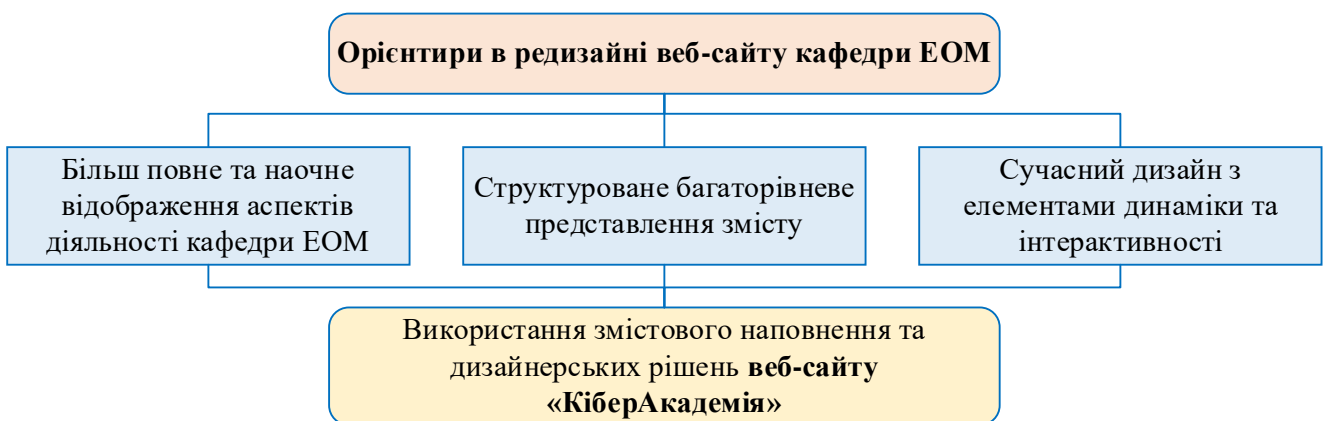 Орієнтири в редизайні веб-сайту кафедри ЕОМ
Більш повне та наочне
відображення аспектів
діяльності кафедри ЕОМ
Структуроване багаторівневе
представлення змісту
Сучасний дизайн з
елементами динаміки та
інтерактивності
Використання змістового наповнення та
дизайнерських рішень веб-сайту
«КіберАкадемія»